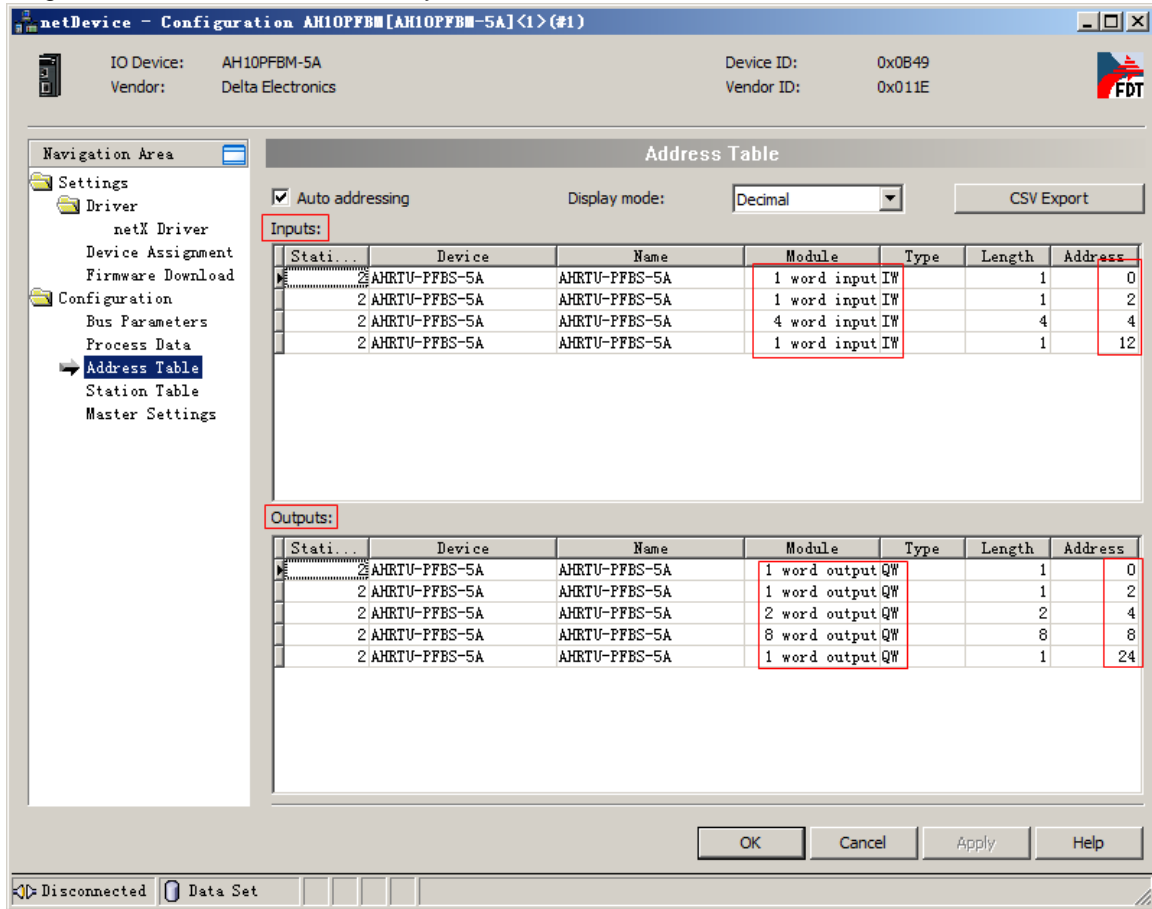 netDevice - Configuration AH10PFBM[AH10PFBM-5A]<1>(#1)
IO Device: AH10PFBM-5A Device ID: 0x0B49
Vendor: Delta Electronics Vendor ID: 0x011E
FDT
Navigation Area
Settings
Driver
netX Driver
Device Assignment
Firmware Download
Configuration
Bus Parameters
Process Data
Address Table
Station Table
Master Settings
Address Table
Auto addressing Display mode: Decimal CSV Export
Inputs:
Stati... Device Name Module Type Length Address
2 AHRTU-PFBS-5A AHRTU-PFBS-5A 1 word input IW 1 0
2 AHRTU-PFBS-5A AHRTU-PFBS-5A 1 word input IW 1 2
2 AHRTU-PFBS-5A AHRTU-PFBS-5A 4 word input IW 4 4
2 AHRTU-PFBS-5A AHRTU-PFBS-5A 1 word input IW 1 12
Outputs:
Stati... Device Name Module Type Length Address
2 AHRTU-PFBS-5A AHRTU-PFBS-5A 1 word output QW 1 0
2 AHRTU-PFBS-5A AHRTU-PFBS-5A 1 word output QW 1 2
2 AHRTU-PFBS-5A AHRTU-PFBS-5A 2 word output QW 2 4
2 AHRTU-PFBS-5A AHRTU-PFBS-5A 8 word output QW 8 8
2 AHRTU-PFBS-5A AHRTU-PFBS-5A 1 word output QW 1 24
OK Cancel Apply Help
Disconnected Data Set